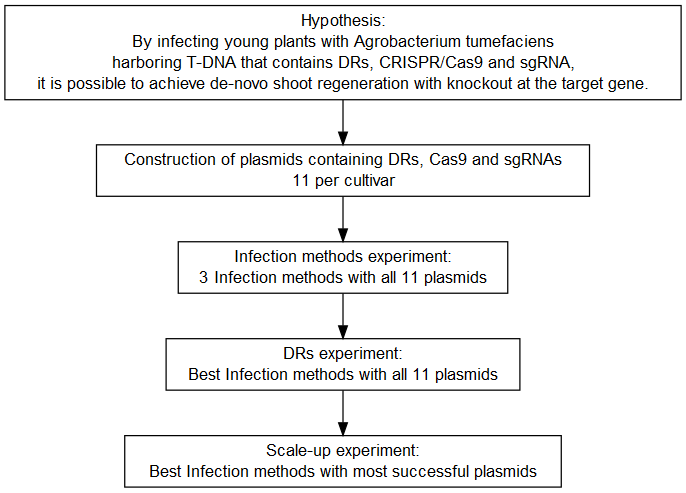 Hypothesis:
By infecting young plants with Agrobacterium tumefaciens
harboring T-DNA that contains DRs, CRISPR/Cas9 and sgRNA,
it is possible to achieve de-novo shoot regeneration with knockout at the target gene.
Construction of plasmids containing DRs, Cas9 and sgRNAs
11 per cultivar
Infection methods experiment:
3 Infection methods with all 11 plasmids
DRs experiment:
Best Infection methods with all 11 plasmids
Scale-up experiment:
Best Infection methods with most successful plasmids